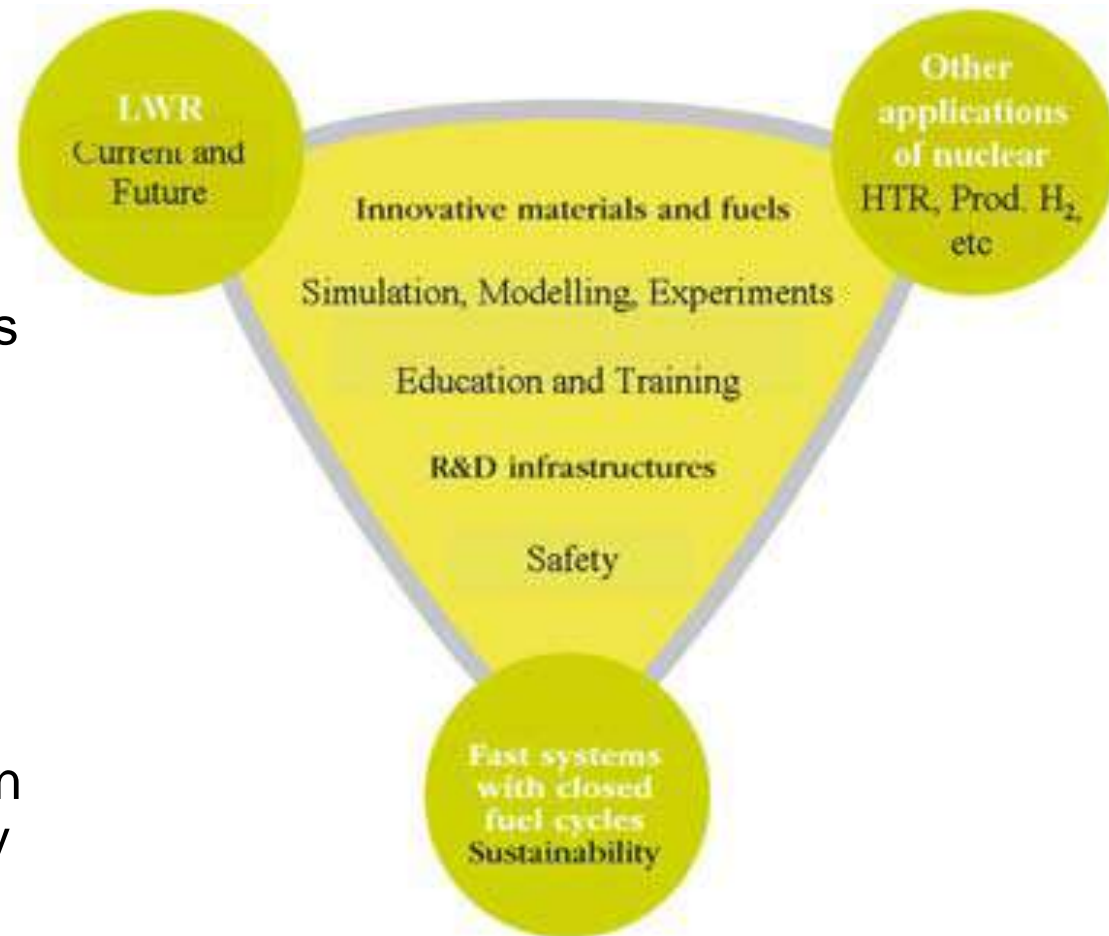 LWR
Current and
Future
Other
applications
of nuclear
HTR, Prod. H₂,
etc
Innovative materials and fuels
Simulation, Modelling, Experiments
Education and Training
R&D infrastructures
Safety
Fast systems
with closed
fuel cycles
Sustainability